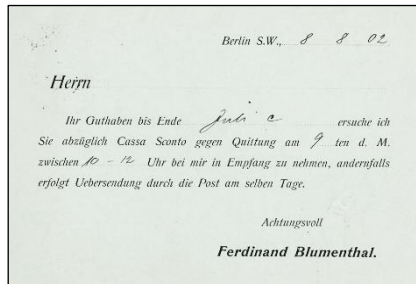 Berlin S.W., 8 8 02
Herrn
Ihr Guthaben bis Ende Juli c ersuche ich
Sie abzüglich Cassa Sconto gegen Quittung am 9 ten d. M.
zwischen 10 - 12 Uhr bei mir in Empfang zu nehmen, andernfalls
erfolgt Uebersendung durch die Post am selben Tage.
Achtungsvoll
Ferdinand Blumenthal.